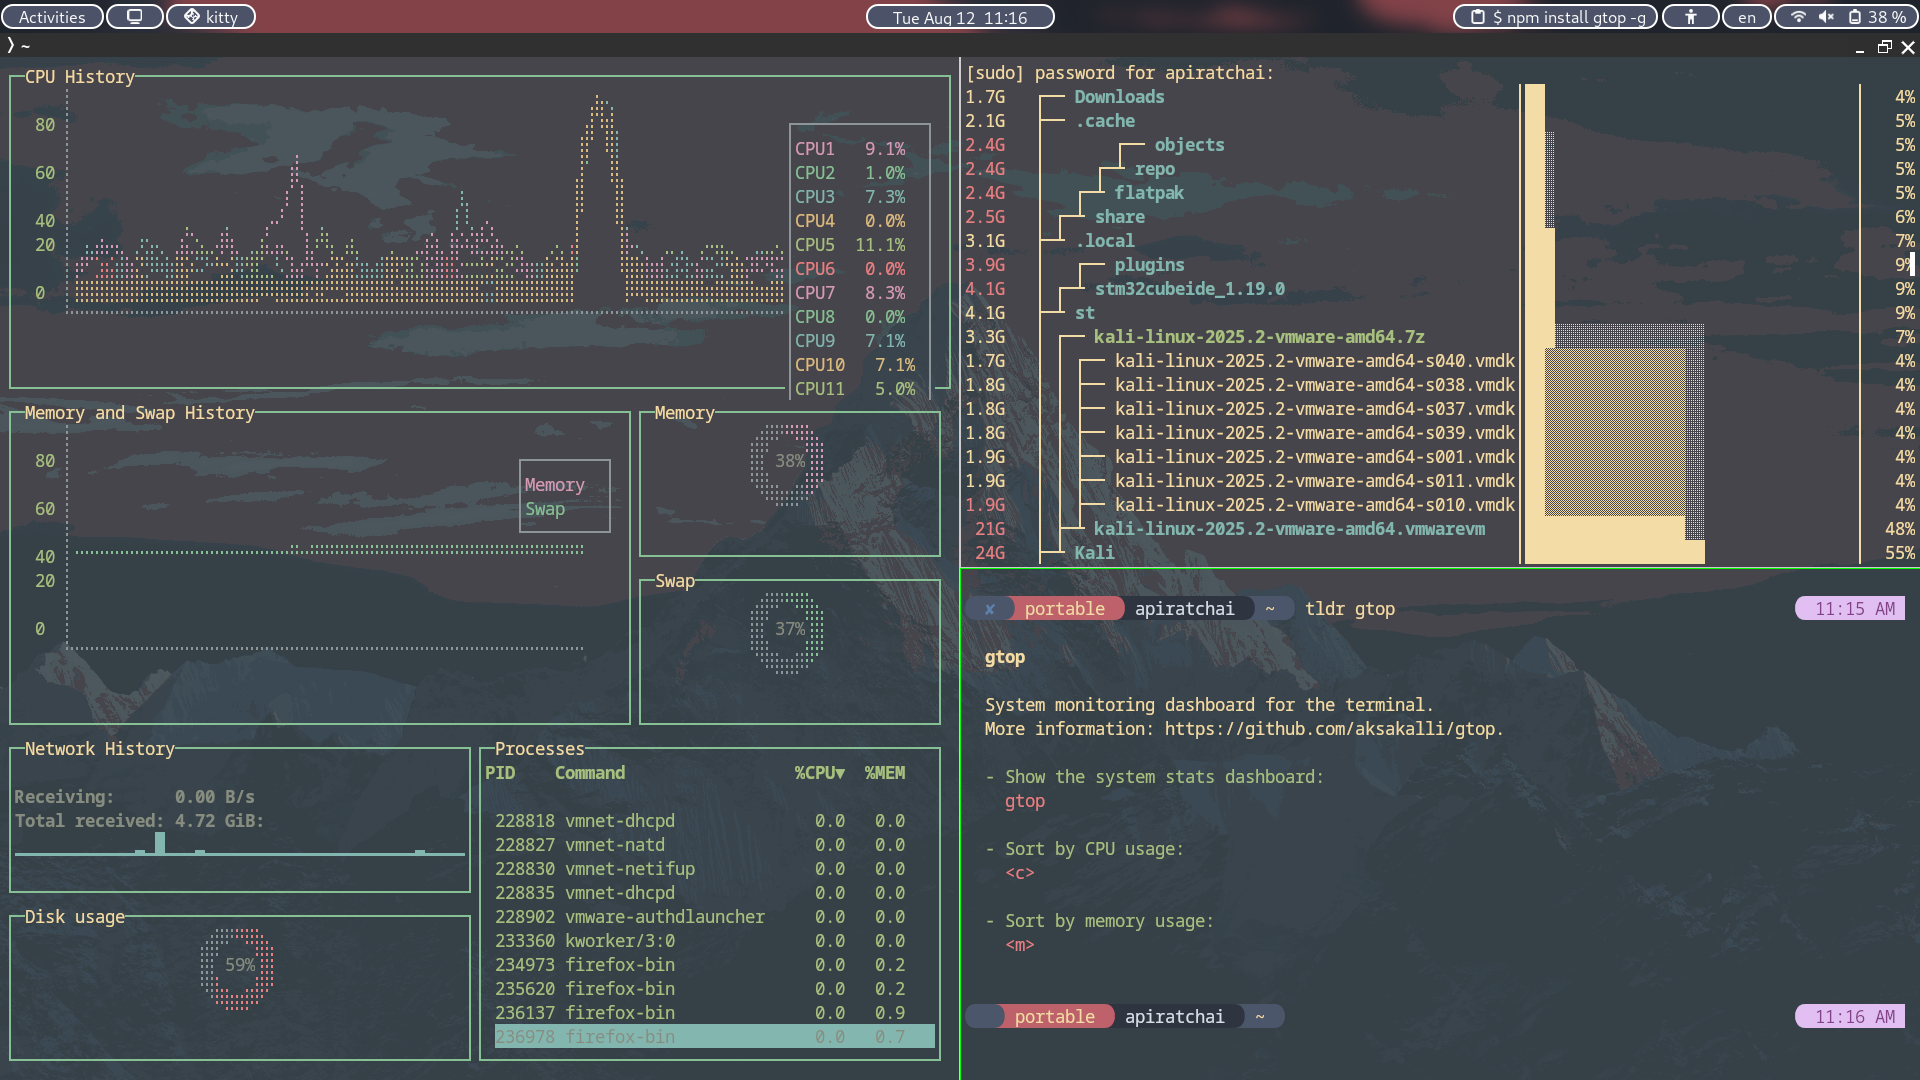 Activities
kitty
Tue Aug 12 11:16
$ npm install gtop -g
en
38 %
❯ ~
CPU History
80
60
40
20
0
CPU1 9.1%
CPU2 1.0%
CPU3 7.3%
CPU4 0.0%
CPU5 11.1%
CPU6 0.0%
CPU7 8.3%
CPU8 0.0%
CPU9 7.1%
CPU10 7.1%
CPU11 5.0%
Memory and Swap History
80
60
40
20
0
Memory
Swap
Memory
38%
Swap
37%
Network History
Receiving: 0.00 B/s
Total received: 4.72 GiB:
Disk usage
59%
Processes
PID Command %CPU▼ %MEM
228818 vmnet-dhcpd 0.0 0.0
228827 vmnet-natd 0.0 0.0
228830 vmnet-netifup 0.0 0.0
228835 vmnet-dhcpd 0.0 0.0
228902 vmware-authdlauncher 0.0 0.0
233360 kworker/3:0 0.0 0.0
234973 firefox-bin 0.0 0.2
235620 firefox-bin 0.0 0.2
236137 firefox-bin 0.0 0.9
236978 firefox-bin 0.0 0.7
[sudo] password for apiratchai:
1.7G Downloads 4%
2.1G .cache 5%
2.4G objects 5%
2.4G repo 5%
2.4G flatpak 5%
2.5G share 6%
3.1G .local 7%
3.9G plugins 9%
4.1G stm32cubeide_1.19.0 9%
4.1G st 9%
3.3G kali-linux-2025.2-vmware-amd64.7z 7%
1.7G kali-linux-2025.2-vmware-amd64-s040.vmdk 4%
1.8G kali-linux-2025.2-vmware-amd64-s038.vmdk 4%
1.8G kali-linux-2025.2-vmware-amd64-s037.vmdk 4%
1.8G kali-linux-2025.2-vmware-amd64-s039.vmdk 4%
1.9G kali-linux-2025.2-vmware-amd64-s001.vmdk 4%
1.9G kali-linux-2025.2-vmware-amd64-s011.vmdk 4%
1.9G kali-linux-2025.2-vmware-amd64-s010.vmdk 4%
21G kali-linux-2025.2-vmware-amd64.vmwarevm 48%
24G Kali 55%
✘ portable apiratchai ~ tldr gtop 11:15 AM
gtop
System monitoring dashboard for the terminal.
More information: https://github.com/aksakalli/gtop.
- Show the system stats dashboard:
gtop
- Sort by CPU usage:
<c>
- Sort by memory usage:
<m>
portable apiratchai ~ 11:16 AM